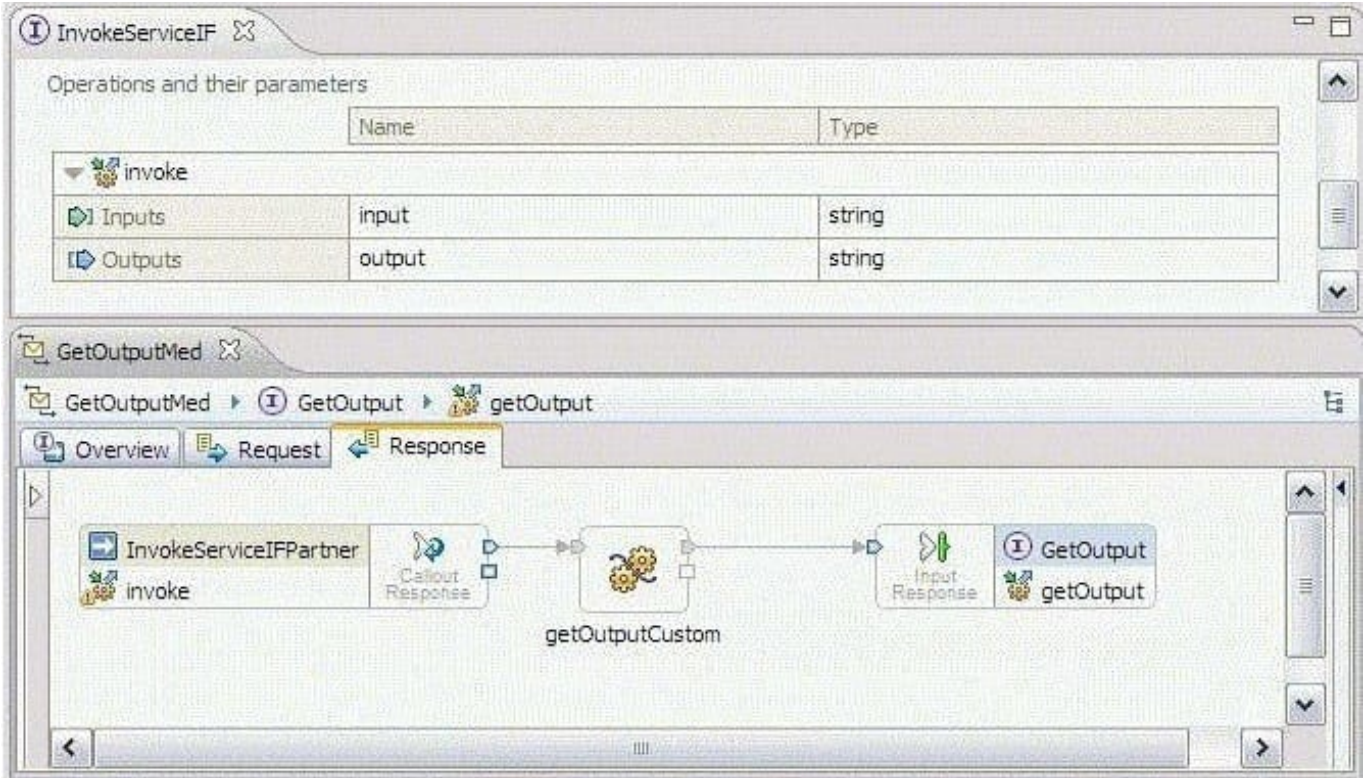 InvokeServiceIF
Operations and their parameters
Name Type
invoke
Inputs input string
Outputs output string
GetOutputMed
GetOutputMed GetOutput getOutput
Overview Request Response
InvokeServiceIFPartner
invoke
Callout
Response
getOutputCustom
Input
Response
GetOutput
getOutput